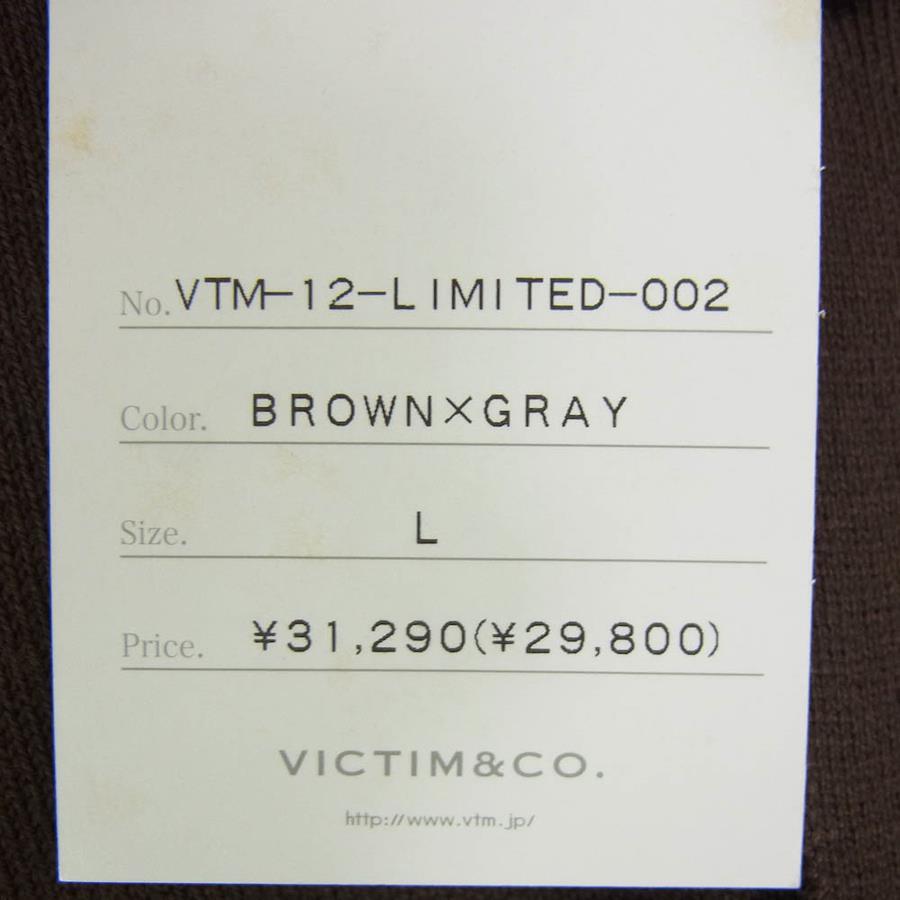 No. VTM-12-LIMITED-002
Color. BROWN×GRAY
Size. L
Price. ¥31,290(¥29,800)
VICTIM&CO.
http://www.vtm.jp/